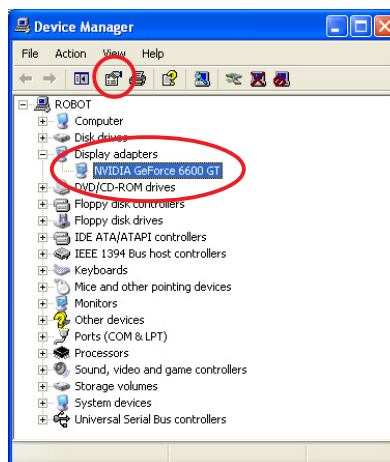 Device Manager
File Action View Help
ROBOT
Computer
Disk drives
Display adapters
NVIDIA GeForce 6600 GT
DVD/CD-ROM drives
Floppy disk controllers
Floppy disk drives
IDE ATA/ATAPI controllers
IEEE 1394 Bus host controllers
Keyboards
Mice and other pointing devices
Monitors
Other devices
Ports (COM & LPT)
Processors
Sound, video and game controllers
Storage volumes
System devices
Universal Serial Bus controllers